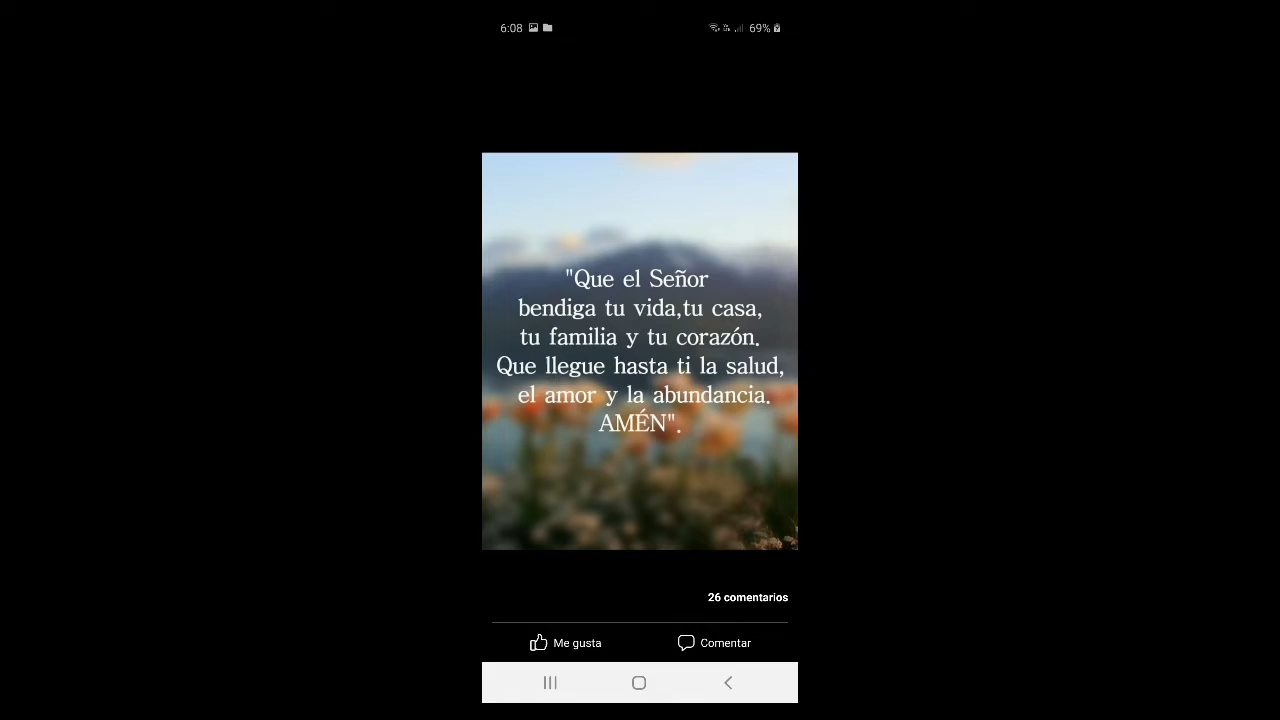 6:08 69%
"Que el Señor
bendiga tu vida,tu casa,
tu familia y tu corazón.
Que llegue hasta ti la salud,
el amor y la abundancia.
AMÉN".
26 comentarios
Me gusta Comentar